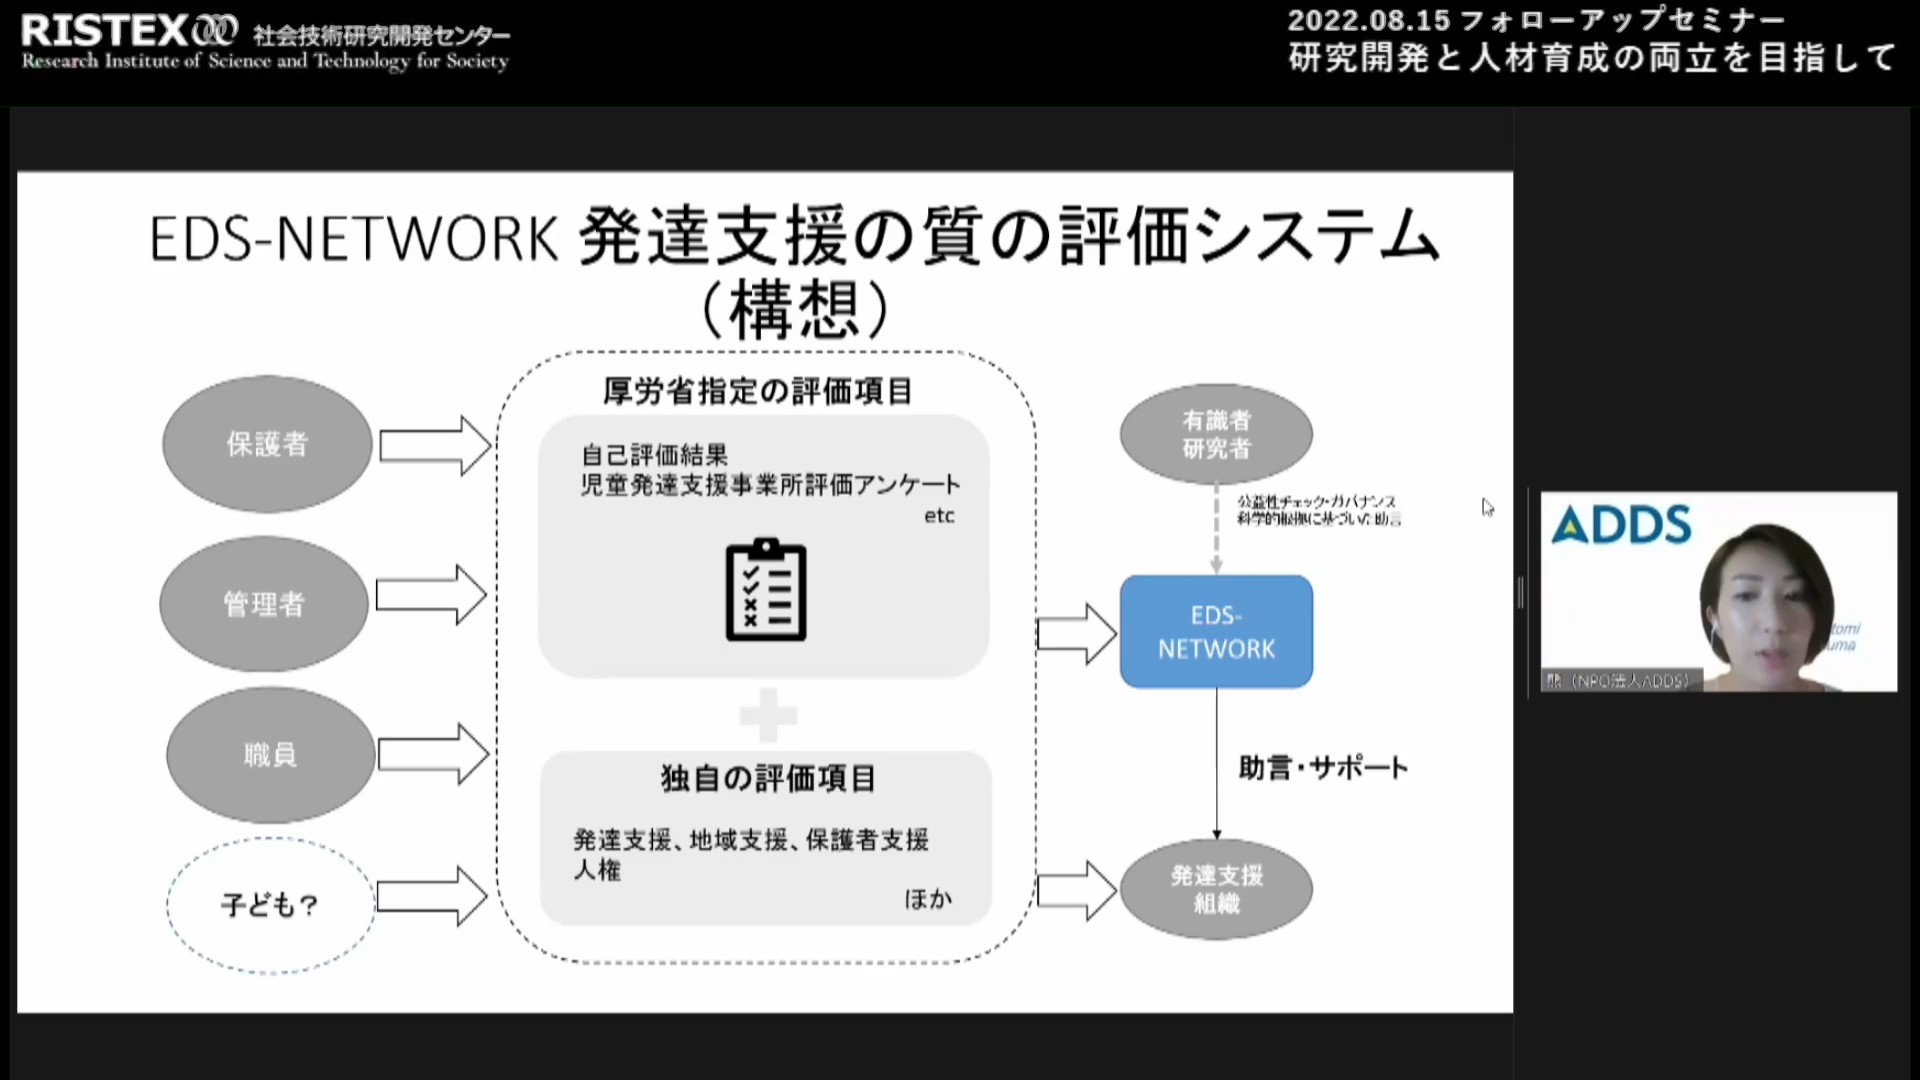 RISTEX 社会技術研究開発センター
Research Institute of Science and Technology for Society
2022.08.15 フォローアップセミナー
研究開発と人材育成の両立を目指して
EDS-NETWORK 発達支援の質の評価システム
（構想）
保護者
管理者
職員
子ども？
厚労省指定の評価項目
自己評価結果
児童発達支援事業所評価アンケート
etc
独自の評価項目
発達支援、地域支援、保護者支援
人権
ほか
有識者
研究者
公益性チェック・ガバナンス
科学的根拠に基づいた助言
EDS-
NETWORK
助言・サポート
発達支援
組織
ADDS
tomi
uma
熊（NPO法人ADDS）